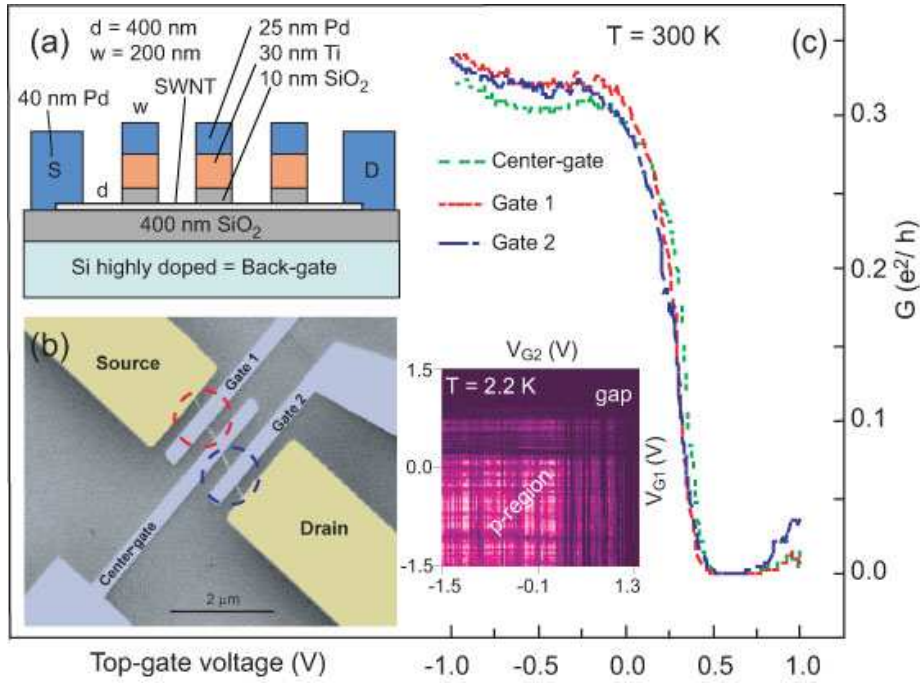 (a)
d = 400 nm
w = 200 nm
25 nm Pd
30 nm Ti
10 nm SiO₂
SWNT
40 nm Pd
w
S
d
D
400 nm SiO₂
Si highly doped = Back-gate
(b)
Source
Gate 1
Gate 2
Center-gate
Drain
2 μm
(c)
T = 300 K
Center-gate
Gate 1
Gate 2
V_G2 (V)
1.5
0.0
-1.5
T = 2.2 K
gap
p-region
V_G1 (V)
-1.5
-0.1
1.3
0.3
0.2
0.1
0.0
G (e²/ h)
Top-gate voltage (V)
-1.0
-0.5
0.0
0.5
1.0